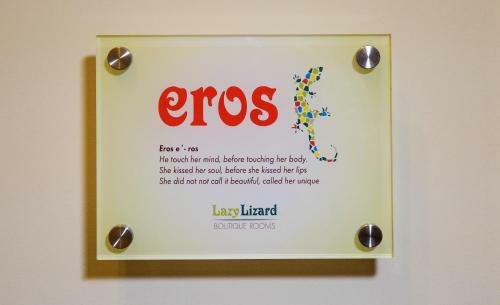 eros
Eros e ' - ros
He touch her mind, before touching her body.
She kissed her soul, before she kissed her lips
She did not not call it beautiful, called her unique
LazyLizard
BOUTIQUE ROOMS